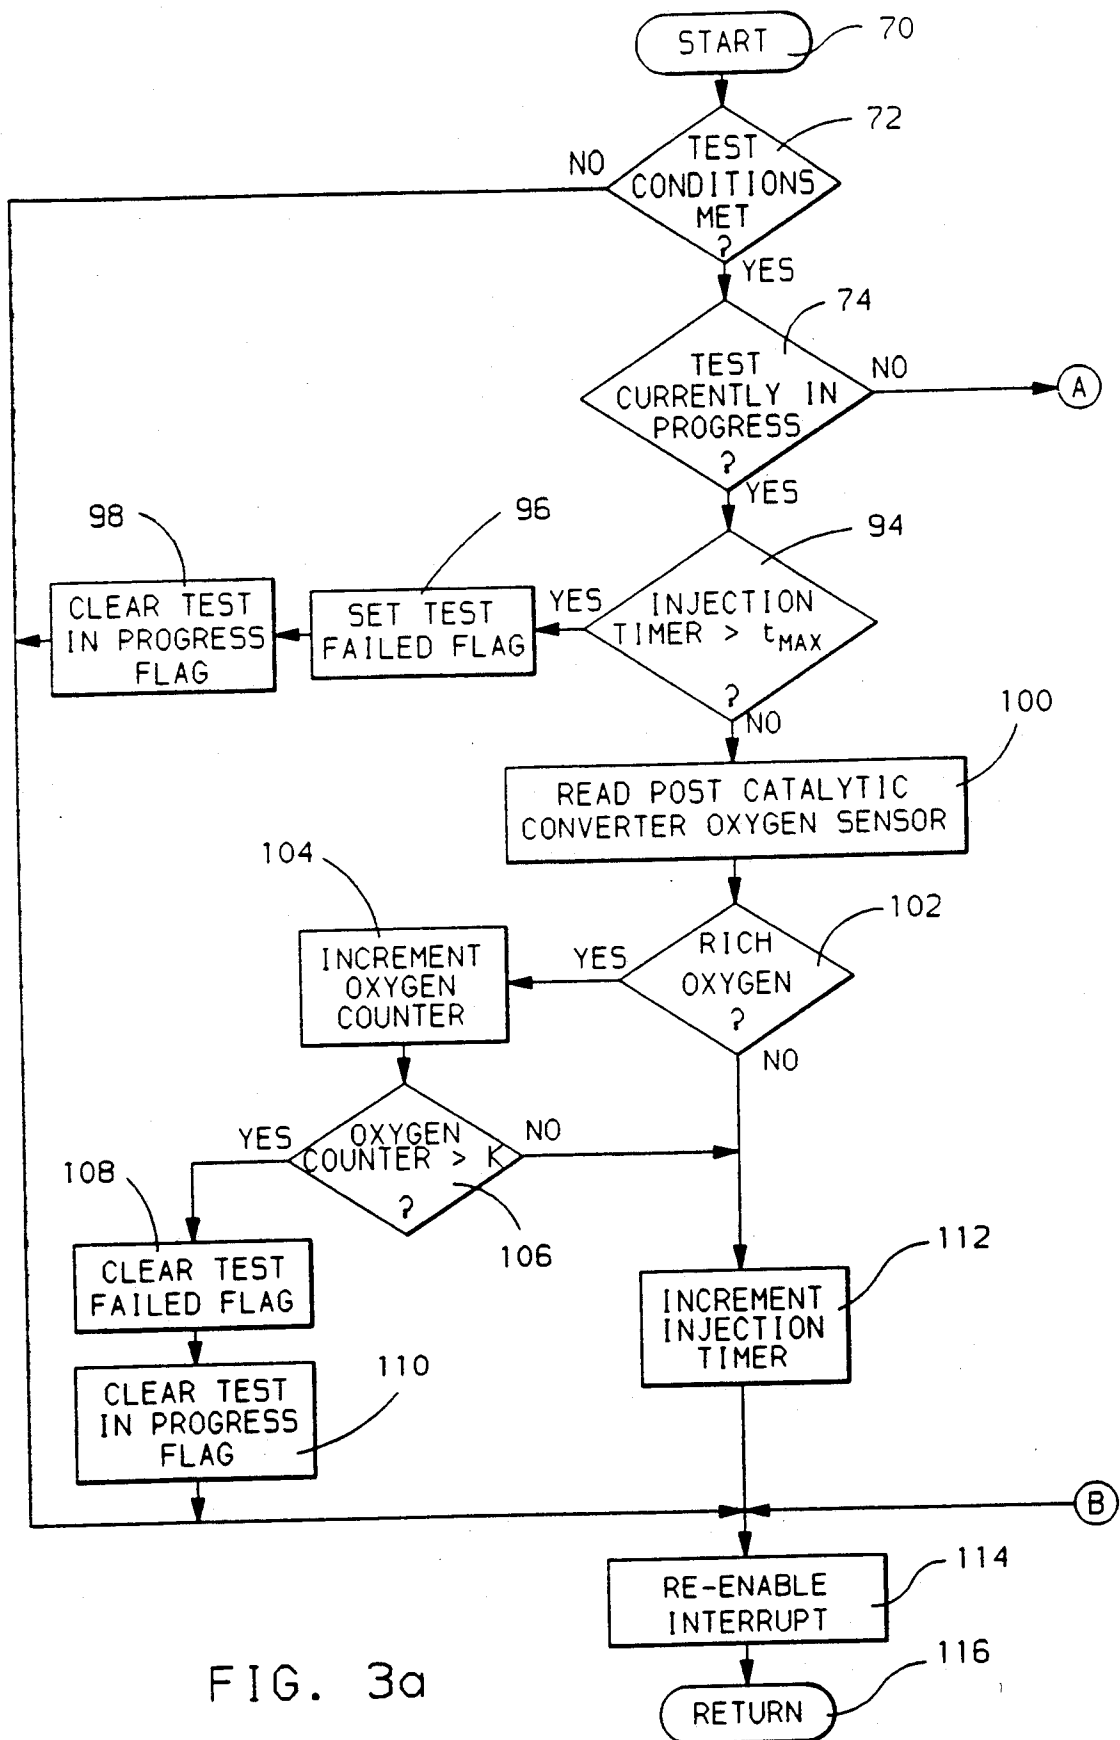 START
70
72
TEST
CONDITIONS
MET
?
NO
YES
74
TEST
CURRENTLY IN
PROGRESS
?
NO
A
YES
98
96
94
CLEAR TEST
IN PROGRESS
FLAG
SET TEST
FAILED FLAG
YES
INJECTION
TIMER > tMAX
?
NO
100
READ POST CATALYTIC
CONVERTER OXYGEN SENSOR
104
102
INCREMENT
OXYGEN
COUNTER
YES
RICH
OXYGEN
?
NO
YES
OXYGEN
COUNTER > K
?
NO
108
106
112
CLEAR TEST
FAILED FLAG
INCREMENT
INJECTION
TIMER
110
CLEAR TEST
IN PROGRESS
FLAG
B
114
RE-ENABLE
INTERRUPT
116
RETURN
FIG. 3a